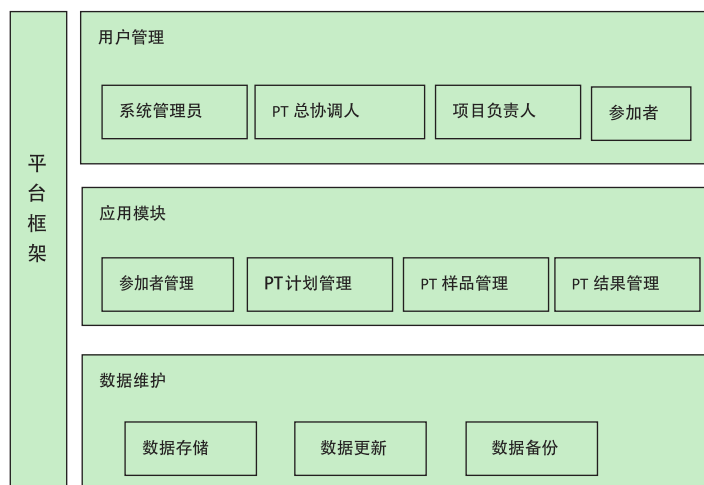 平台框架
用户管理
系统管理员
PT 总协调人
项目负责人
参加者
应用模块
参加者管理
PT计划管理
PT 样品管理
PT 结果管理
数据维护
数据存储
数据更新
数据备份